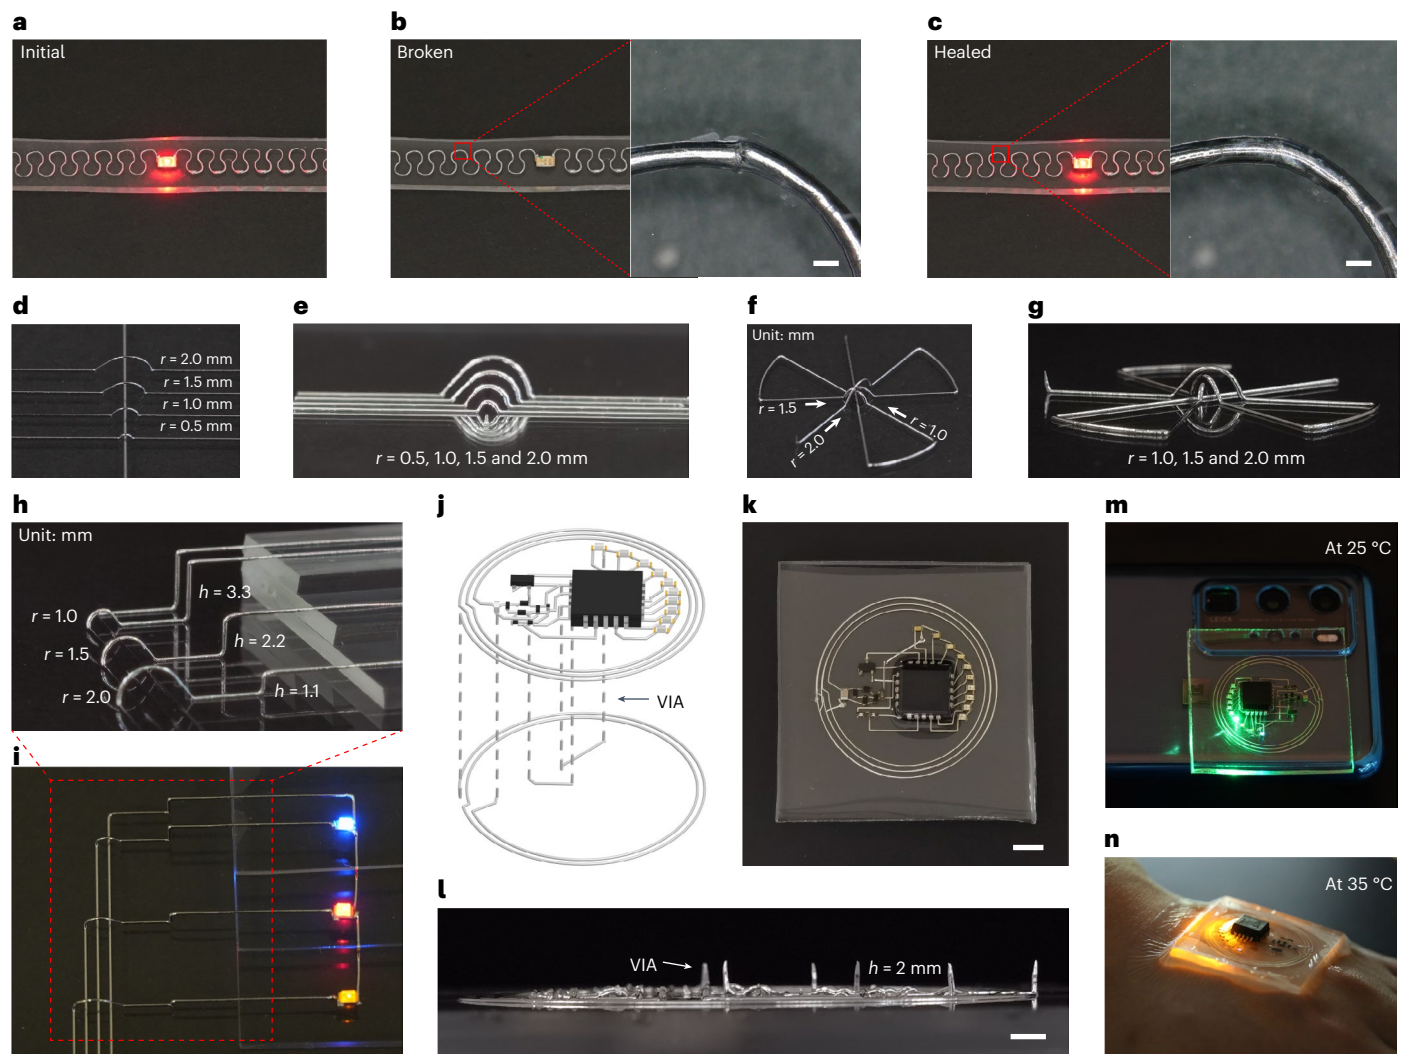 a
Initial
b
Broken
c
Healed
d
r = 2.0 mm
r = 1.5 mm
r = 1.0 mm
r = 0.5 mm
e
r = 0.5, 1.0, 1.5 and 2.0 mm
f
Unit: mm
r = 1.5
r = 2.0
r = 1.0
g
r = 1.0, 1.5 and 2.0 mm
h
Unit: mm
r = 1.0
r = 1.5
r = 2.0
h = 3.3
h = 2.2
h = 1.1
i
j
VIA
k
l
VIA
h = 2 mm
m
At 25 °C
LEICA
n
At 35 °C